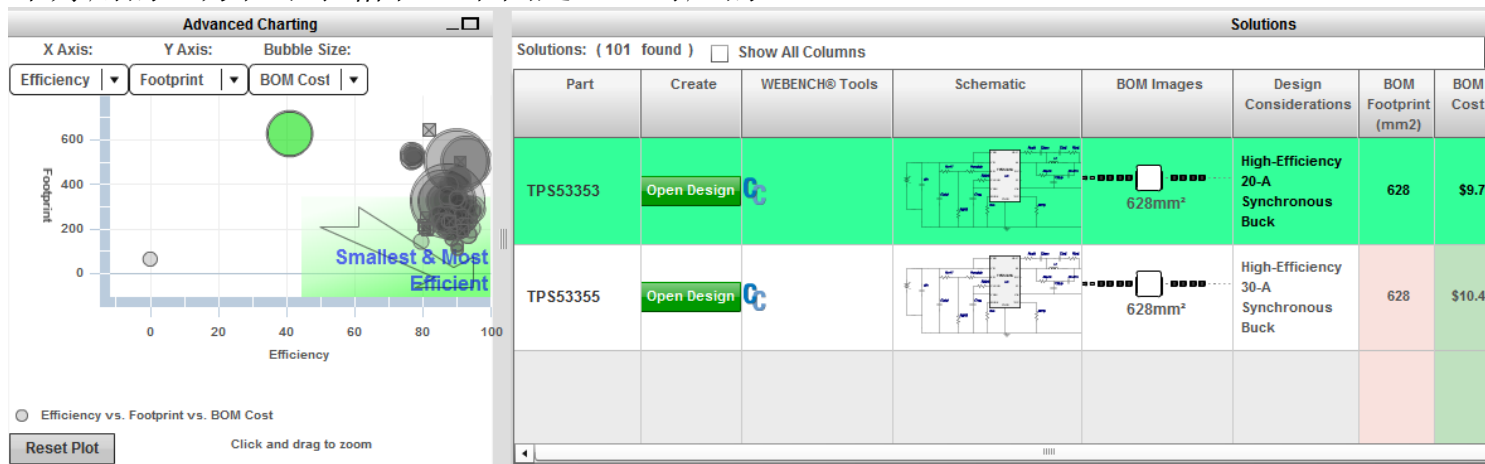 Advanced Charting
X Axis: Y Axis: Bubble Size:
Efficiency Footprint BOM Cost
600
400
200
0
Footprint
Smallest & Most
Efficient
0 20 40 60 80 100
Efficiency
Efficiency vs. Footprint vs. BOM Cost
Reset Plot Click and drag to zoom
Solutions
Solutions: ( 101 found ) Show All Columns
Part Create WEBENCH® Tools Schematic BOM Images Design Considerations BOM Footprint (mm2) BOM Cost
TPS53353 Open Design 628mm² High-Efficiency 20-A Synchronous Buck 628 $9.7
TPS53355 Open Design 628mm² High-Efficiency 30-A Synchronous Buck 628 $10.4